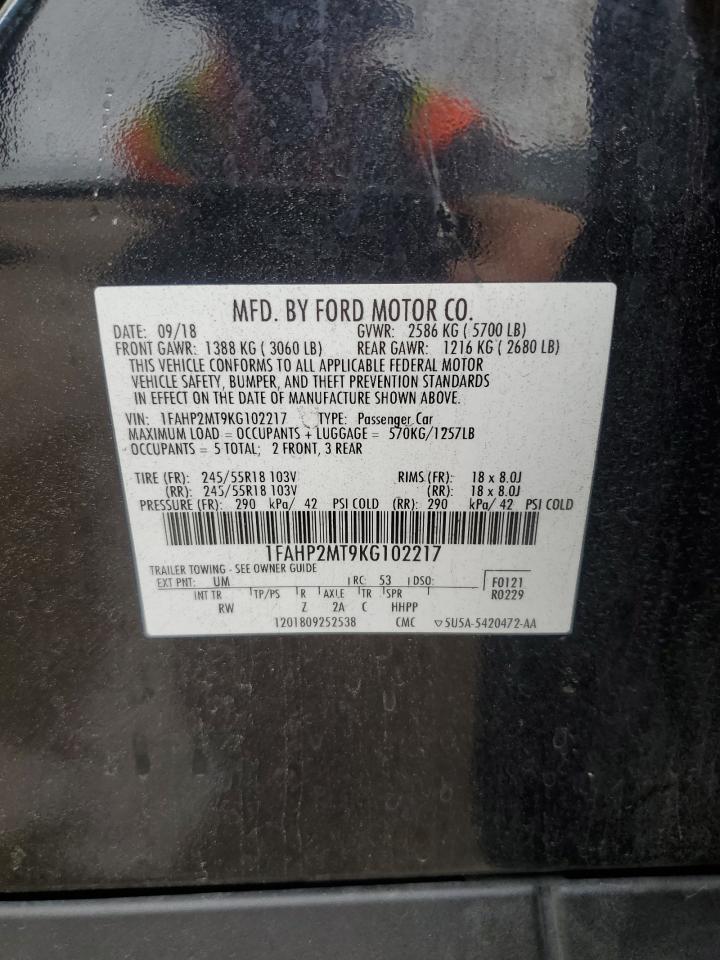 MFD. BY FORD MOTOR CO.
DATE: 09/18 GVWR: 2586 KG ( 5700 LB)
FRONT GAWR: 1388 KG ( 3060 LB) REAR GAWR: 1216 KG ( 2680 LB)
THIS VEHICLE CONFORMS TO ALL APPLICABLE FEDERAL MOTOR
VEHICLE SAFETY, BUMPER, AND THEFT PREVENTION STANDARDS
IN EFFECT ON THE DATE OF MANUFACTURE SHOWN ABOVE.
VIN: 1FAHP2MT9KG102217 TYPE: Passenger Car
MAXIMUM LOAD = OCCUPANTS + LUGGAGE = 570KG/1257LB
OCCUPANTS = 5 TOTAL; 2 FRONT, 3 REAR
TIRE (FR): 245/55R18 103V RIMS (FR): 18 x 8.0J
(RR): 245/55R18 103V (RR): 18 x 8.0J
PRESSURE (FR): 290 kPa/ 42 PSI COLD (RR): 290 kPa/ 42 PSI COLD
1FAHP2MT9KG102217
TRAILER TOWING - SEE OWNER GUIDE
EXT PNT: UM RC: 53 DSO: F0121
INT TR TP/PS R AXLE TR SPR R0229
RW Z 2A C HHPP
1201809252538 CMC ▽5U5A-5420472-AA